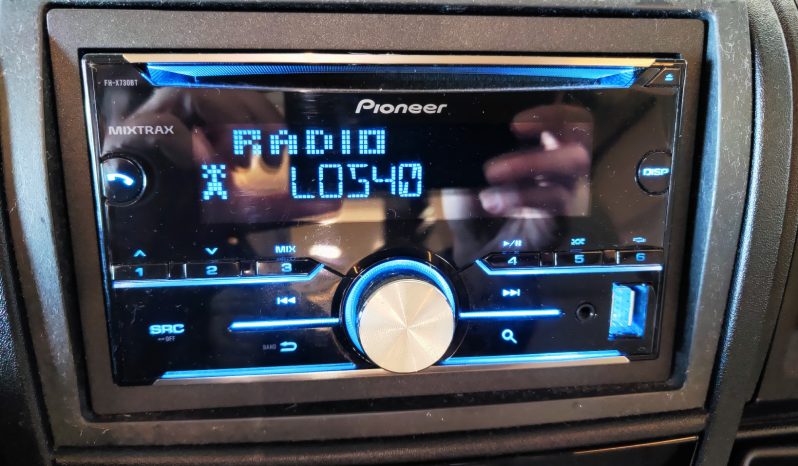 FH-X730BT
Pioneer
MIXTRAX
RADIO
LO540
DISP
MIX
1 2 3
4 5 6
SRC
OFF
BAND